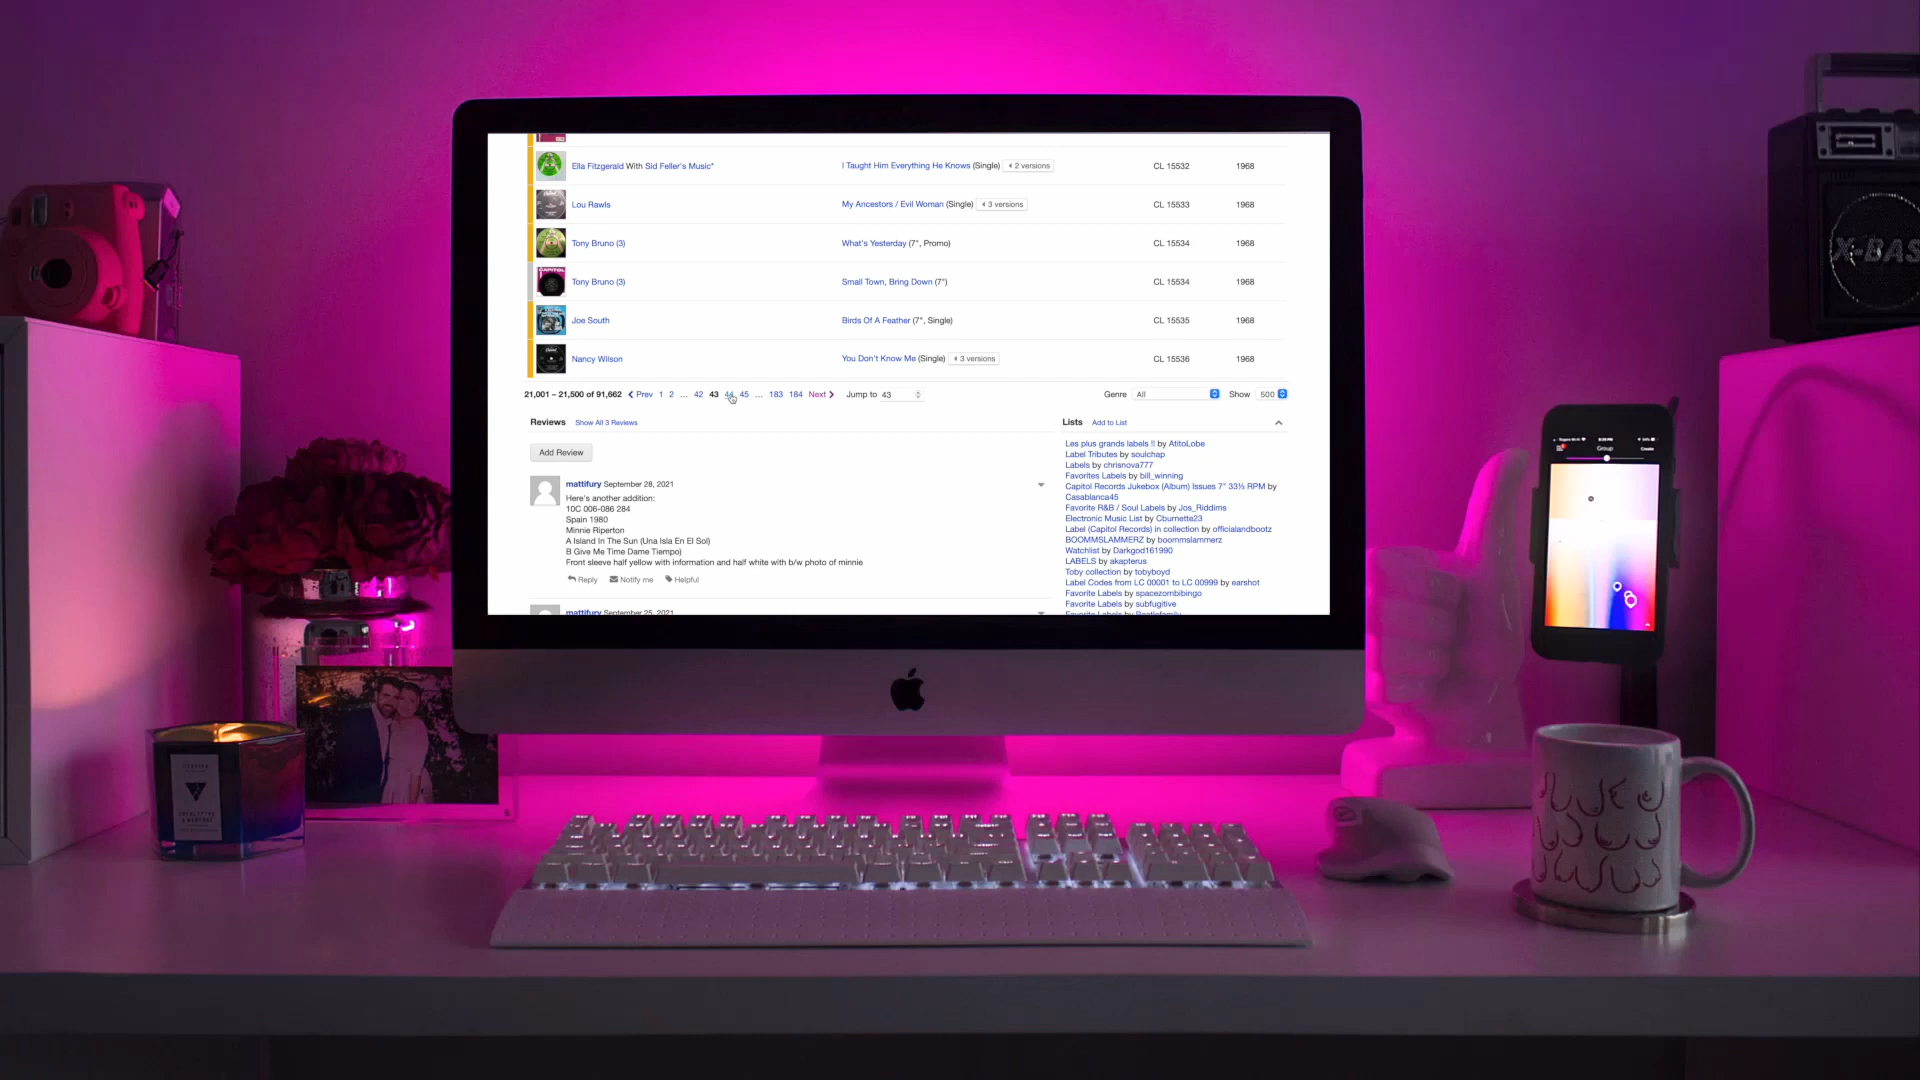 Ella Fitzgerald With Sid Feller's Music* I Taught Him Everything He Knows (Single) 2 versions CL 15532 1968
Lou Rawls My Ancestors / Evil Woman (Single) 3 versions CL 15533 1968
Tony Bruno (3) What's Yesterday (7", Promo) CL 15534 1968
Tony Bruno (3) Small Town, Bring Down (7") CL 15534 1968
Joe South Birds Of A Feather (7", Single) CL 15535 1968
Nancy Wilson You Don't Know Me (Single) 3 versions CL 15536 1968
21,001 – 21,500 of 91,662 Prev 1 2 ... 42 43 44 45 ... 183 184 Next Jump to 43 Genre All Show 500
Reviews Show All 3 Reviews
Add Review
mattifury September 28, 2021
Here's another addition:
10C 006-086 284
Spain 1980
Minnie Riperton
A Island In The Sun (Una Isla En El Sol)
B Give Me Time Dame Tiempo)
Front sleeve half yellow with information and half white with b/w photo of minnie
Reply Notify me Helpful
mattifury September 25, 2021
Lists Add to List
Les plus grands labels !! by AtitoLobe
Label Tributes by soulchap
Labels by chrisnova777
Favorites Labels by bill_winning
Capitol Records Jukebox (Album) Issues 7" 33⅓ RPM by
Casablanca45
Favorite R&B / Soul Labels by Jos_Riddims
Electronic Music List by Cburnette23
Label (Capitol Records) in collection by officialandbootz
BOOMMSLAMMERZ by boommslammerz
Watchlist by Darkgod161990
LABELS by akapterus
Toby collection by tobyboyd
Label Codes from LC 00001 to LC 00999 by earshot
Favorite Labels by spacezombibingo
Favorite Labels by subfugitive
Favorite Labels by
Group
Create
X-BAS